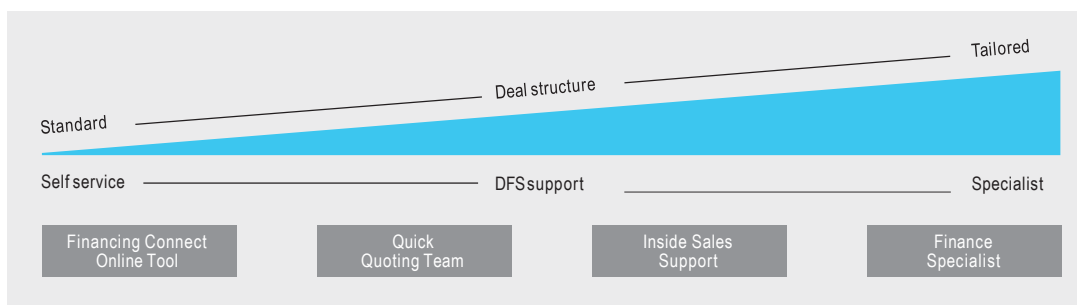 Tailored
Deal structure
Standard
Self service
DFS support
Specialist
Financing Connect
Online Tool
Quick
Quoting Team
Inside Sales
Support
Finance
Specialist